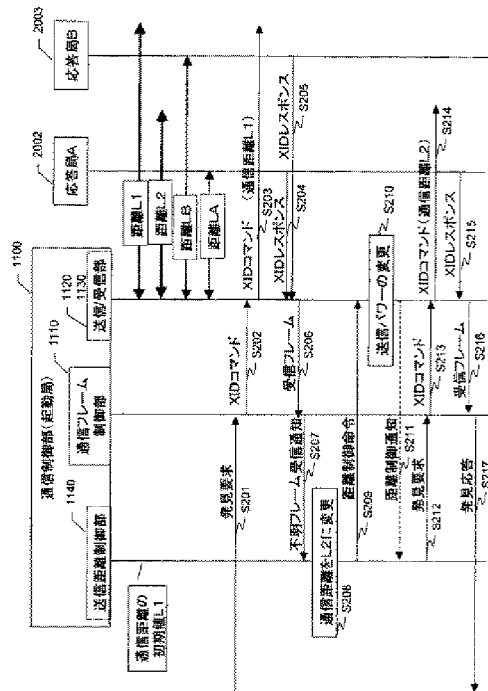 通信制御部(起動局)
1100
1140
送信距離制御部
1110
通信フレーム
制御部
1120
1130
送信/受信部
2002
応答局A
2003
応答局B
通信距離の
初期値L1
距離L1
距離L2
距離LB
距離LA
発見要求
S201
XIDコマンド
S202
XIDコマンド
(通信距離L1)
S203
XIDレスポンス
S204
XIDレスポンス
S205
受信フレーム
S206
不明フレーム受信通知
S207
通信距離をL2に変更
S208
距離制御命令
S209
送信パワーの変更
S210
距離制御通知
S211
発見要求
S212
XIDコマンド
S213
XIDコマンド(通信距離L2)
S214
XIDレスポンス
S215
受信フレーム
S216
発見応答
S217